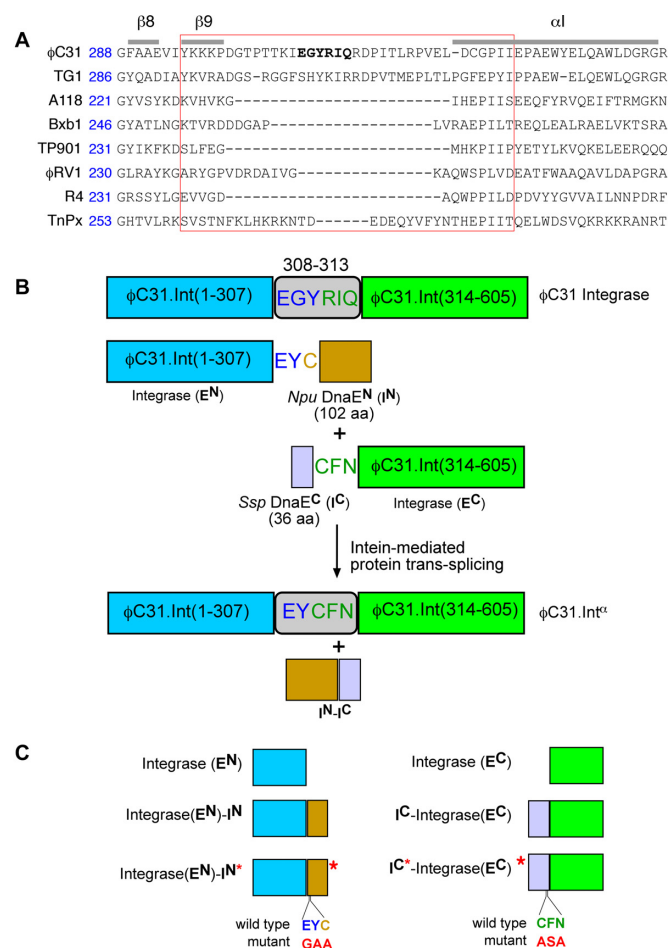 A
β8 β9 αI
ϕC31 288 GFAAEVIYKKKPDGTPTTKIEGYRIQRDPITLRPVEL-DCGPIIEPAEWYELQAWLDGRGR
TG1 286 GYQADIAYKVRADGS-RGGFSHYKIRRDPVTMEPLTLPGFEPYIPPAEW-ELQEWLQGRGR
A118 221 GYVSYKDKVHVKG----------------------IHEPIISEEQFYRVQEIFTRMGKN
Bxb1 246 GYATLNGKTVRDDDGAP----------------LVRAEPILTREQLEALRAELVKTSRA
TP901 231 GYIKFKDSLFEG----------------------MHKPIIPYETYLKVQKELEERQQQ
ϕRV1 230 GLRAYKGARYGPVDRDAIVG------------KAQWSPLVDEATFWAAQAVLDAPGRA
R4 231 GRSSYLGEVVGD----------------------AQWPPILDPDVYYGVVAILNNPDRF
TnPx 253 GHTVLRKSVSTNFKLHKRKNTD-----EDEQYVFYNTHEPIITQELWDSVQKRKKRANRT
B
308-313
ϕC31.Int(1-307) EGYRIQ ϕC31.Int(314-605) ϕC31 Integrase
ϕC31.Int(1-307) EYC
Integrase (Eᴺ) Npu DnaEᴺ (Iᴺ)
(102 aa)
+
CFN ϕC31.Int(314-605)
Ssp DnaEᶜ (Iᶜ) Integrase (Eᶜ)
(36 aa)
Intein-mediated
protein trans-splicing
ϕC31.Int(1-307) EYCFN ϕC31.Int(314-605) ϕC31.Intᵅ
+
Iᴺ-Iᶜ
C
Integrase (Eᴺ) Integrase (Eᶜ)
Integrase(Eᴺ)-Iᴺ Iᶜ-Integrase(Eᶜ)
Integrase(Eᴺ)-Iᴺ* * Iᶜ*-Integrase(Eᶜ) *
wild type EYC wild type CFN
mutant GAA mutant ASA